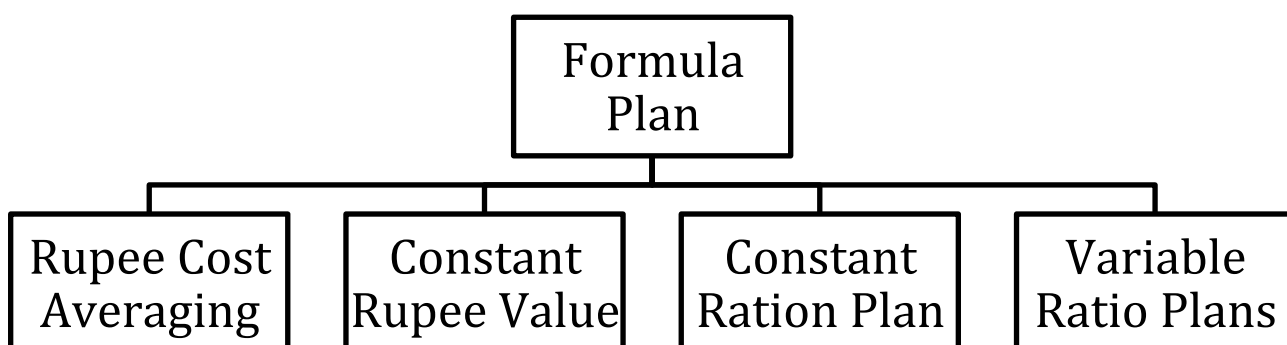 Formula
Plan
Rupee Cost
Averaging
Constant
Rupee Value
Constant
Ration Plan
Variable
Ratio Plans